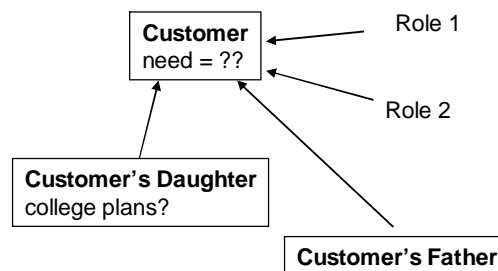 Customer
need = ??
Role 1
Role 2
Customer's Daughter
college plans?
Customer's Father